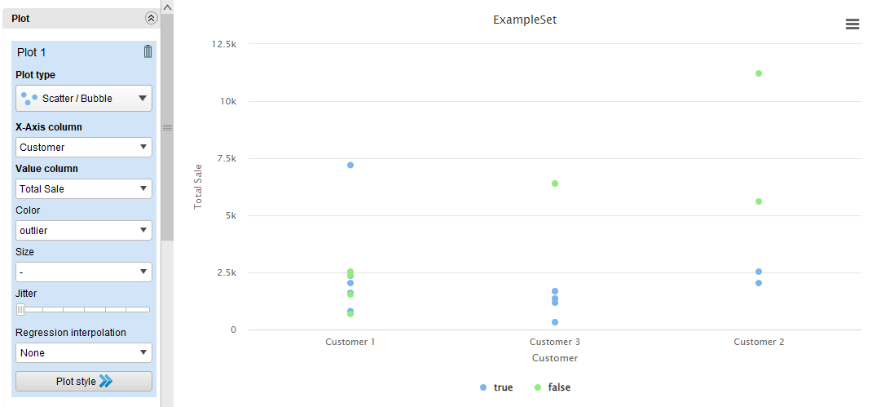 Plot
Plot 1
Plot type
Scatter / Bubble
X-Axis column
Customer
Value column
Total Sale
Color
outlier
Size
-
Jitter
Regression interpolation
None
Plot style
ExampleSet
12.5k
10k
7.5k
5k
2.5k
0
Total Sale
Customer 1
Customer 3
Customer 2
Customer
true
false